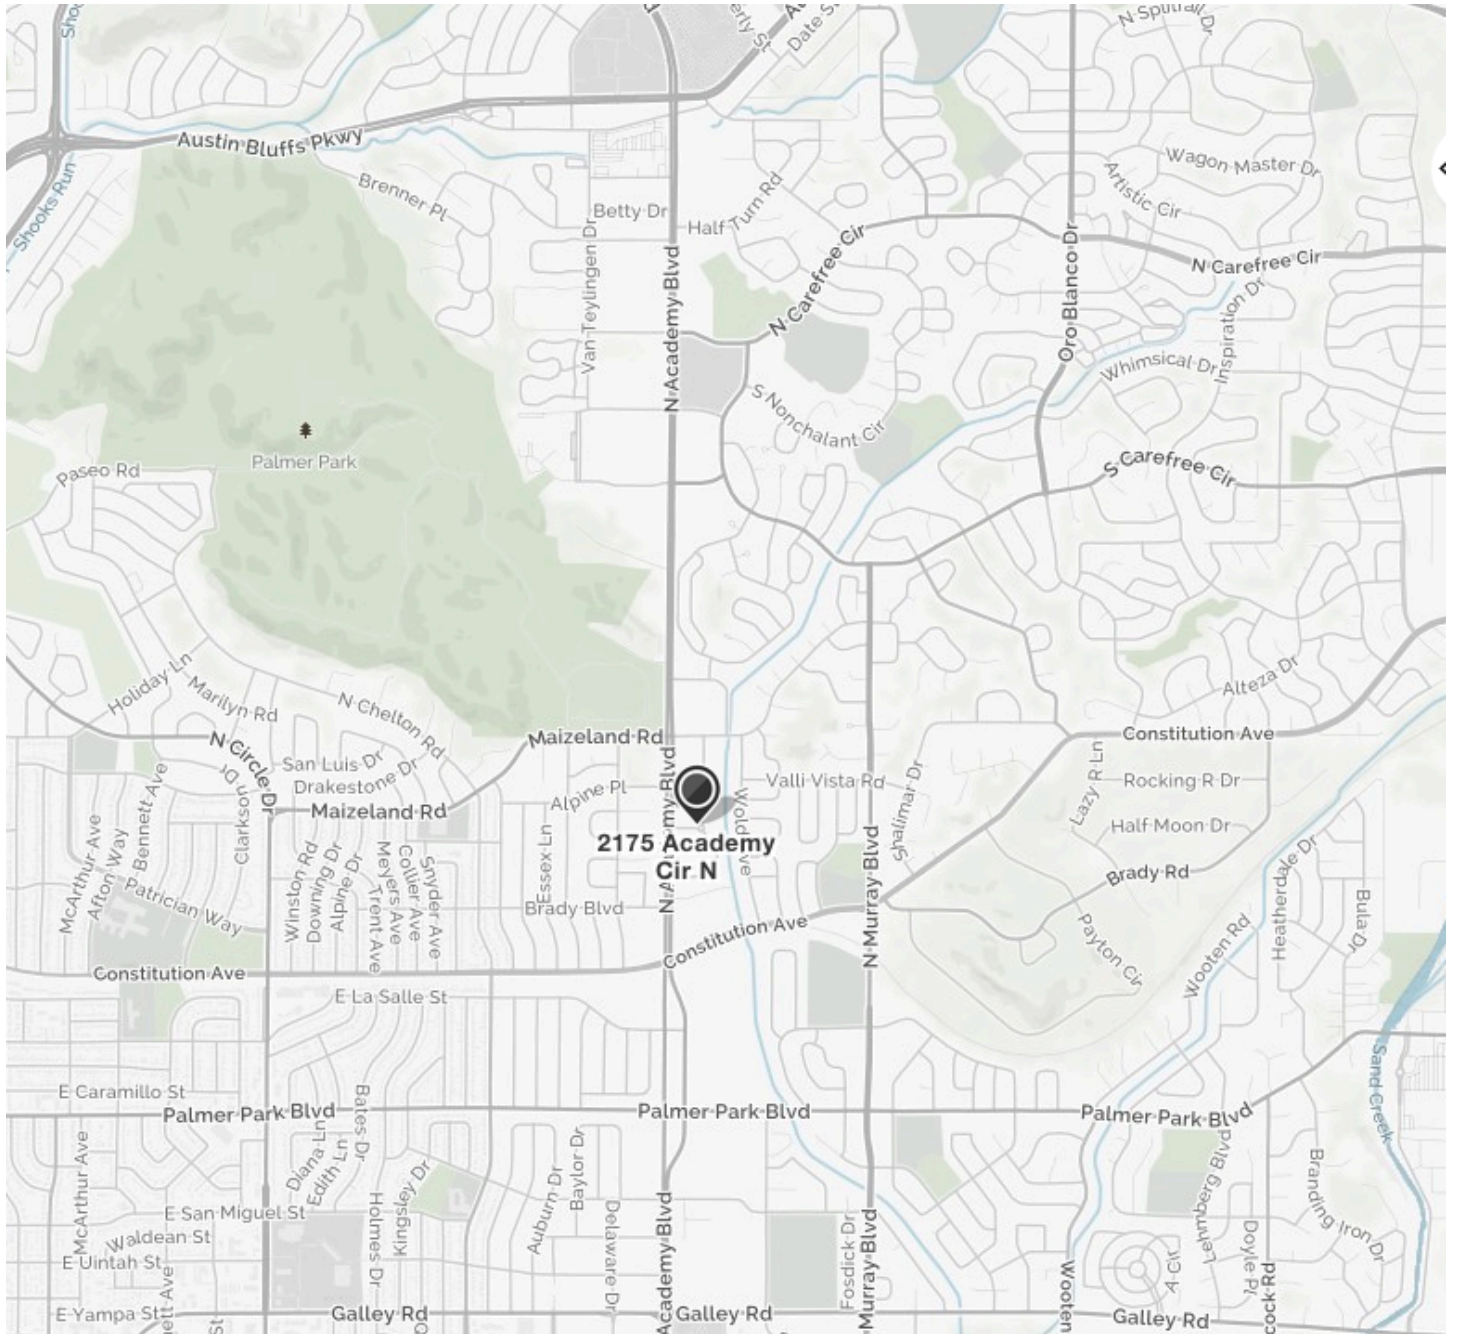 N Splitrail Dr
Date St
Austin Bluffs Pkwy
Shooks Run
Brenner Pl
Wagon Master Dr
Artistic Cir
Betty Dr
Half Turn Rd
Van Teylingen Dr
N Academy Blvd
N Carefree Cir
Oro Blanco Dr
N Carefree Cir
Inspiration Dr
Whimsical Dr
S Nonchalant Cir
Palmer Park
Paseo Rd
S Carefree Cir
Holiday Ln
Marilyn Rd
N Chelton Rd
Alteza Dr
N Circle Dr
San Luis Dr
Drakestone Dr
Maizeland Rd
Constitution Ave
Valli Vista Rd
Shalimar Dr
Lazy R Ln
Rocking R Dr
Clarkson Dr
Maizeland Rd
Alpine Pl
2175 Academy
Cir N
Half Moon Dr
McArthur Ave
Afton Way
Bennett Ave
Patrician Way
Winston Rd
Downing Dr
Alpine Dr
Meyers Ave
Trent Ave
Collier Ave
Snyder Ave
Essex Ln
Brady Blvd
N Murray Blvd
Brady Rd
Heatherdale Dr
Bula Dr
Constitution Ave
Constitution Ave
Payton Cir
Wooten Rd
E La Salle St
Sand Creek
E Caramillo St
Palmer Park Blvd
Palmer Park Blvd
Palmer Park Blvd
Bates Dr
Diana Ln
Edith Ln
McArthur Ave
Kingsley Dr
Holmes Dr
Auburn Dr
Baylor Dr
Delaware Dr
Academy Blvd
Fosdick Dr
Murray Blvd
Lehmberg Blvd
Branding Iron Dr
Doyle Pl
A Cir
E San Miguel St
Waldean St
E Uintah St
E Yampa St
Galley Rd
Galley Rd
Galley Rd
Wooten